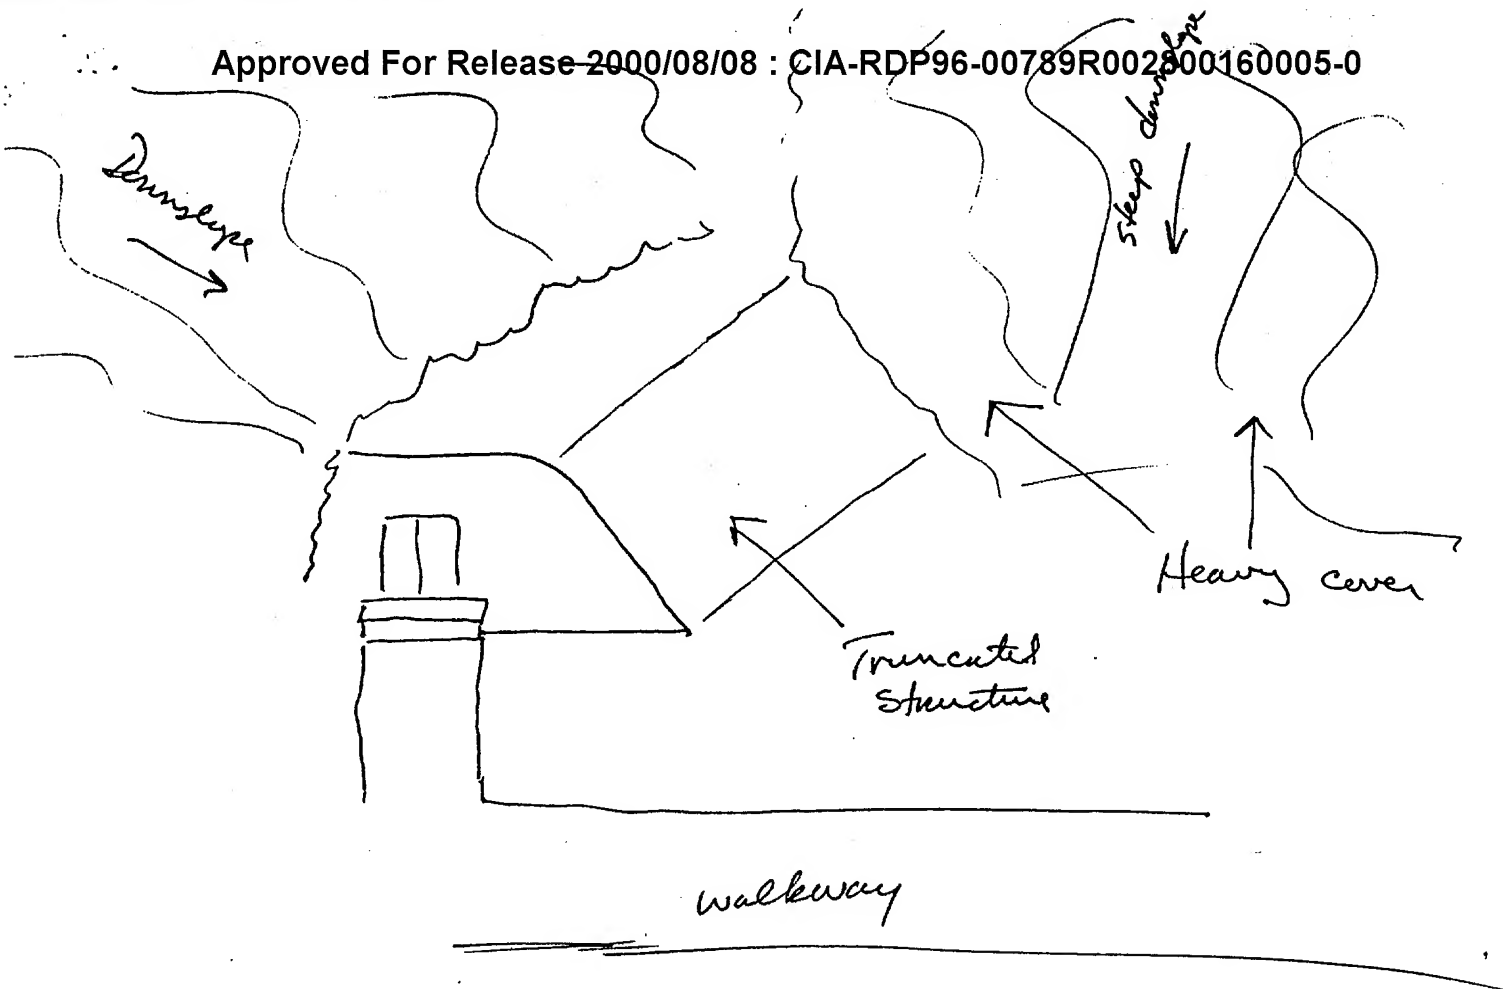 Approved For Release 2000/08/08 : CIA-RDP96-00789R002800160005-0
Downslope
steep downslope
Heavy cover
Truncated
Structure
walkway